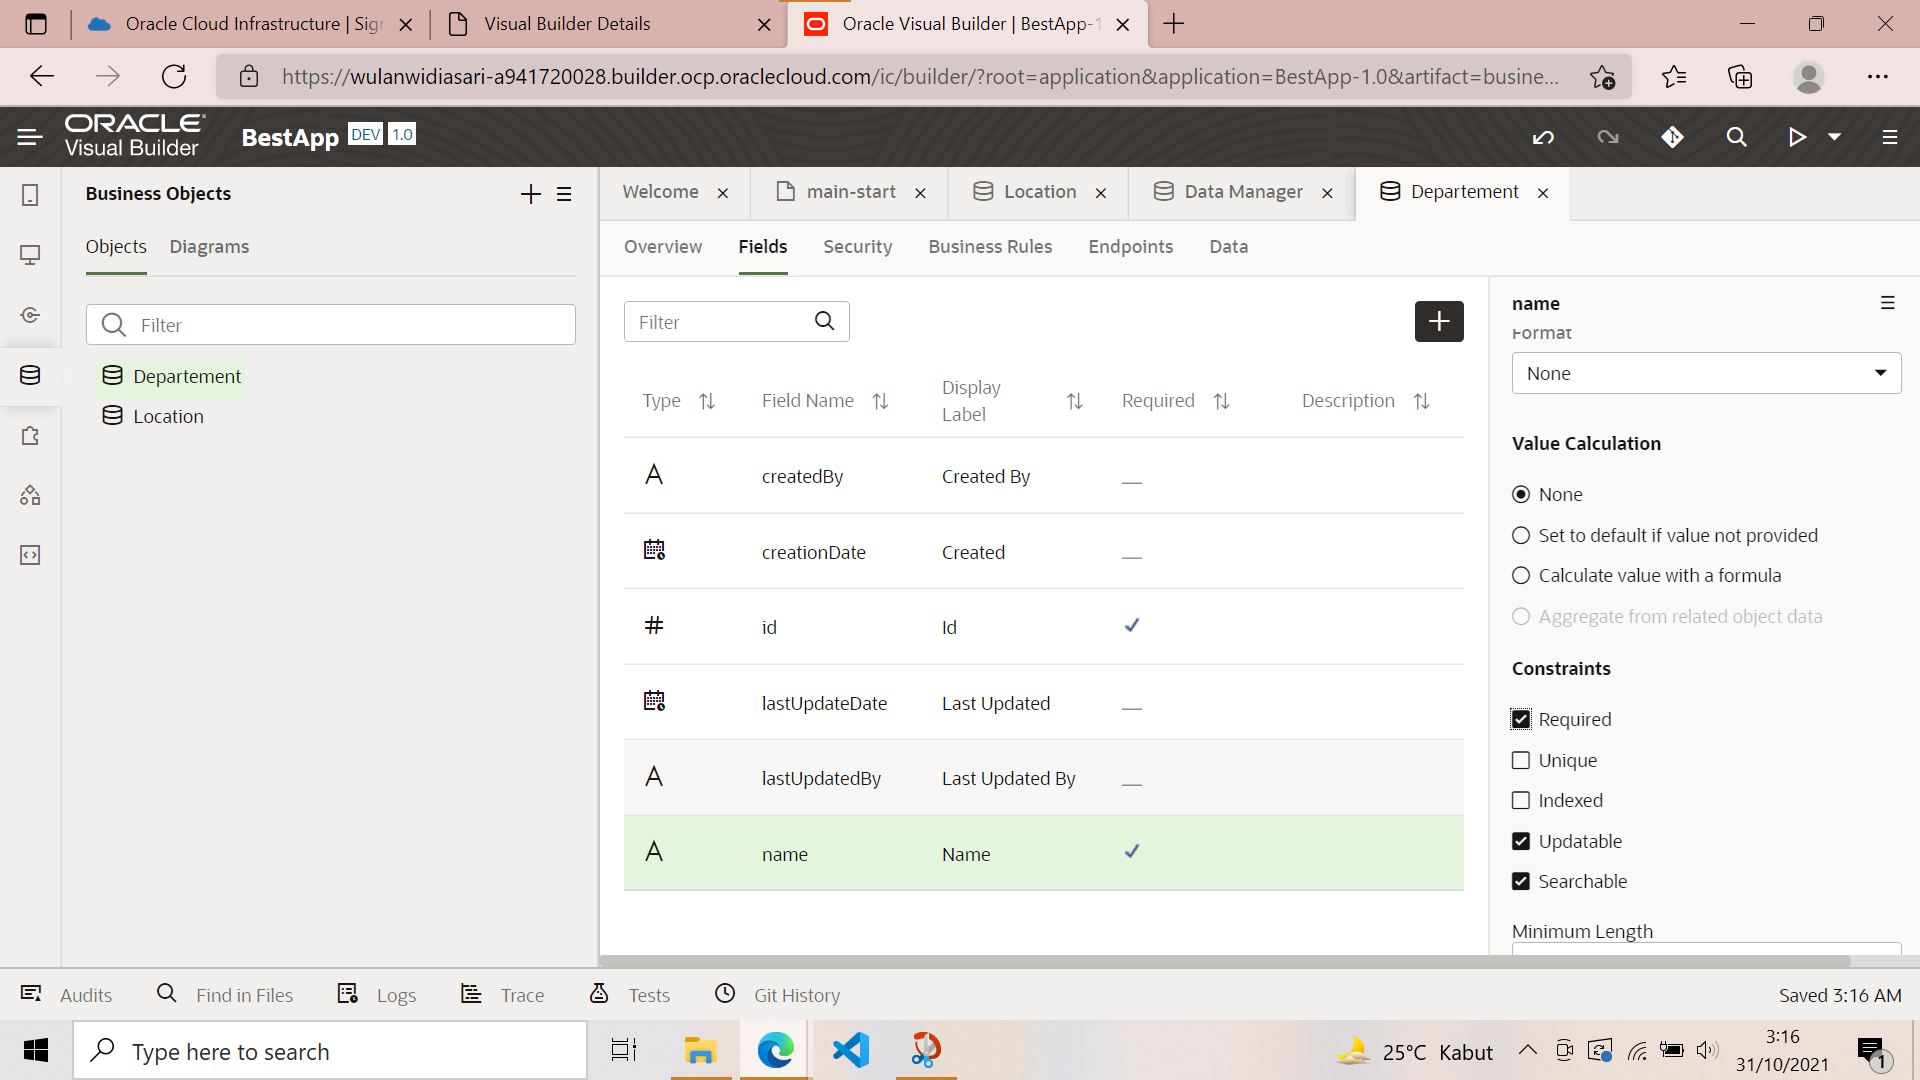 Oracle Cloud Infrastructure | Sig
Visual Builder Details
Oracle Visual Builder | BestApp-1
https://wulanwidiasari-a941720028.builder.ocp.oraclecloud.com/ic/builder/?root=application&application=BestApp-1.0&artifact=busine...
ORACLE
Visual Builder
BestApp DEV 1.0
Business Objects
Objects Diagrams
Filter
Departement
Location
Welcome
main-start
Location
Data Manager
Departement
Overview Fields Security Business Rules Endpoints Data
Filter
Type Field Name Display Label Required Description
createdBy Created By
creationDate Created
id Id
lastUpdateDate Last Updated
lastUpdatedBy Last Updated By
name Name
name
Format
None
Value Calculation
None
Set to default if value not provided
Calculate value with a formula
Aggregate from related object data
Constraints
Required
Unique
Indexed
Updatable
Searchable
Minimum Length
Audits Find in Files Logs Trace Tests Git History
Saved 3:16 AM
Type here to search
25°C Kabut
3:16
31/10/2021
1